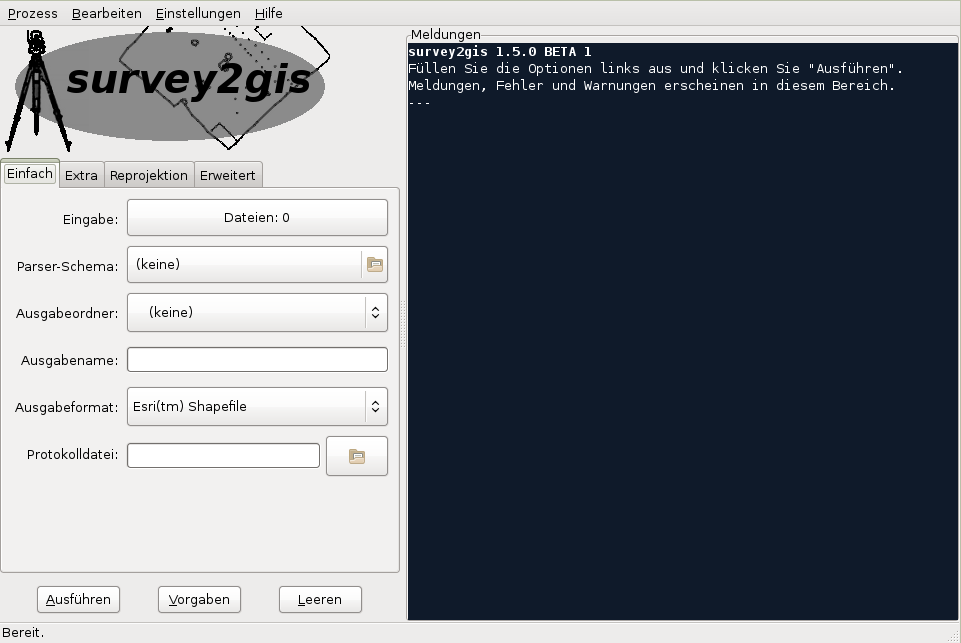 Prozess Bearbeiten Einstellungen Hilfe
survey2gis
Einfach Extra Reprojektion Erweitert
Eingabe: Dateien: 0
Parser-Schema: (keine)
Ausgabeordner: (keine)
Ausgabename:
Ausgabeformat: Esri(tm) Shapefile
Protokolldatei:
Ausführen Vorgaben Leeren
Meldungen
survey2gis 1.5.0 BETA 1
Füllen Sie die Optionen links aus und klicken Sie "Ausführen".
Meldungen, Fehler und Warnungen erscheinen in diesem Bereich.
---
Bereit.